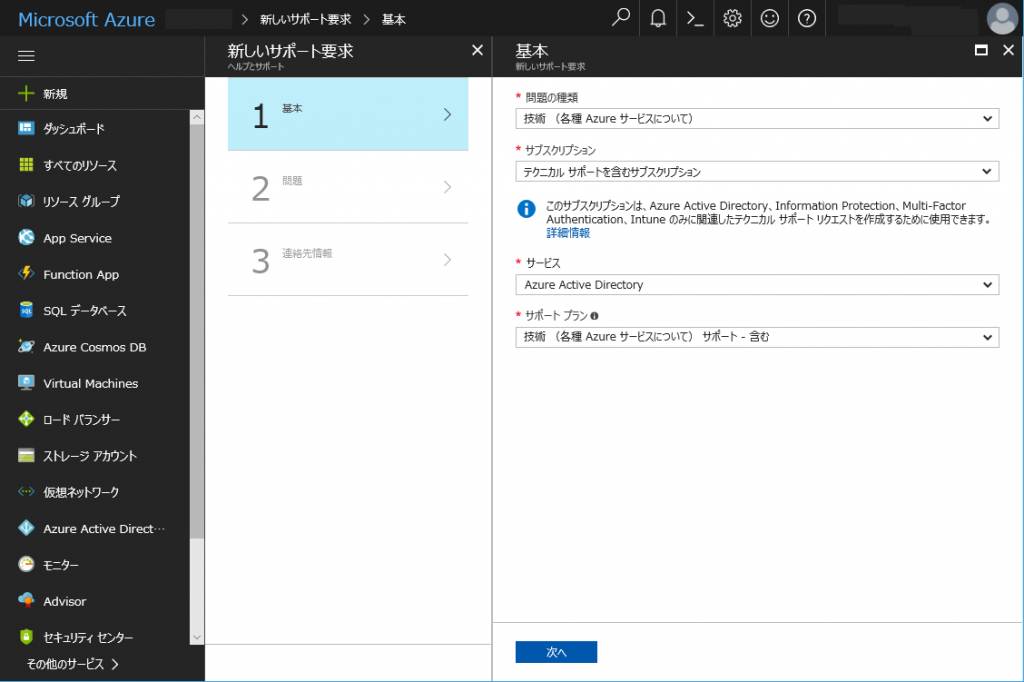 Microsoft Azure
新しいサポート要求
基本
新規
ダッシュボード
すべてのリソース
リソース グループ
App Service
Function App
SQL データベース
Azure Cosmos DB
Virtual Machines
ロード バランサー
ストレージ アカウント
仮想ネットワーク
Azure Active Direct···
モニター
Advisor
セキュリティ センター
その他のサービス
新しいサポート要求
ヘルプとサポート
1 基本
2 問題
3 連絡先情報
基本
新しいサポート要求
* 問題の種類
技術 （各種 Azure サービスについて）
* サブスクリプション
テクニカル サポートを含むサブスクリプション
このサブスクリプションは、Azure Active Directory、Information Protection、Multi-Factor
Authentication、Intune のみに関連したテクニカル サポート リクエストを作成するために使用できます。
詳細情報
* サービス
Azure Active Directory
* サポート プラン
技術 （各種 Azure サービスについて） サポート - 含む
次へ